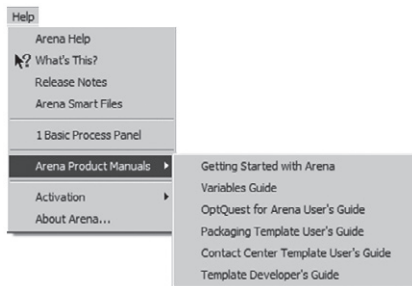 Help
Arena Help
What's This?
Release Notes
Arena Smart Files
1 Basic Process Panel
Arena Product Manuals
Activation
About Arena...
Getting Started with Arena
Variables Guide
OptQuest for Arena User's Guide
Packaging Template User's Guide
Contact Center Template User's Guide
Template Developer's Guide